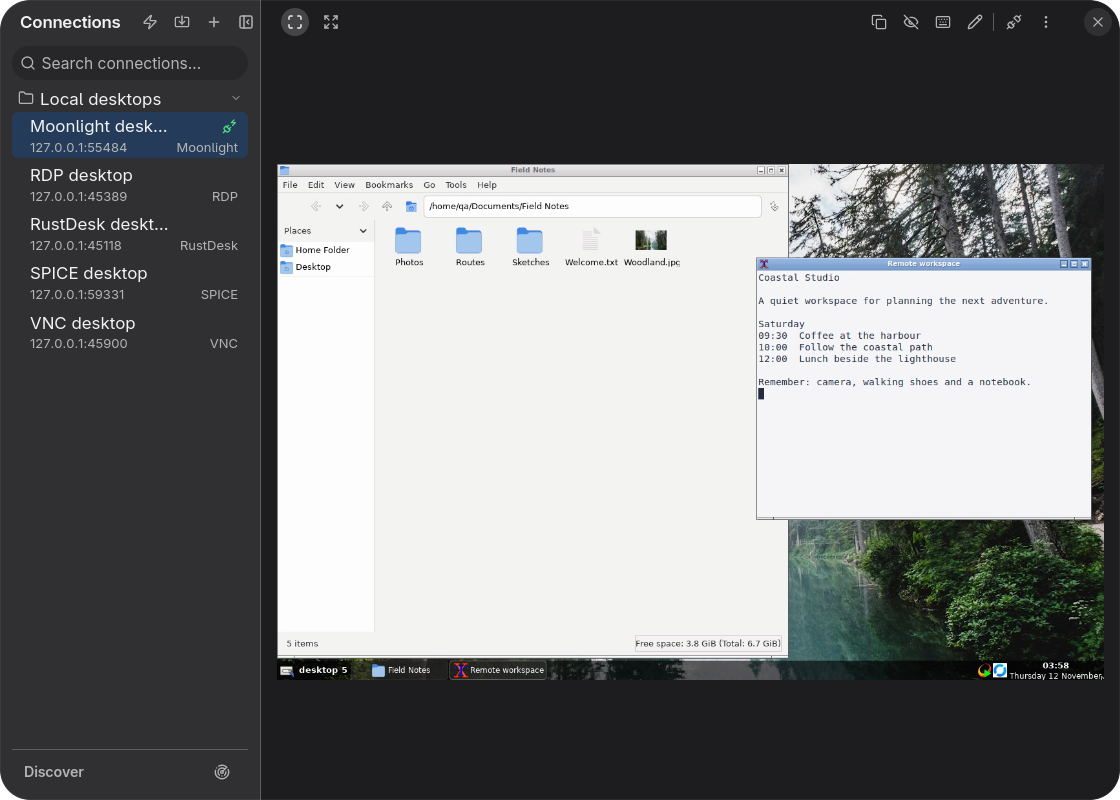 Connections
Search connections...
Local desktops
Moonlight desk...
127.0.0.1:55484 Moonlight
RDP desktop
127.0.0.1:45389 RDP
RustDesk deskt...
127.0.0.1:45118 RustDesk
SPICE desktop
127.0.0.1:59331 SPICE
VNC desktop
127.0.0.1:45900 VNC
Discover
Field Notes
File Edit View Bookmarks Go Tools Help
/home/qa/Documents/Field Notes
Places
Home Folder
Desktop
Photos Routes Sketches Welcome.txt Woodland.jpg
5 items
Free space: 3.8 GiB (Total: 6.7 GiB)
Remote workspace
Coastal Studio
A quiet workspace for planning the next adventure.
Saturday
09:30 Coffee at the harbour
10:00 Follow the coastal path
12:00 Lunch beside the lighthouse
Remember: camera, walking shoes and a notebook.
desktop 5 Field Notes Remote workspace
03:58
Thursday 12 November,